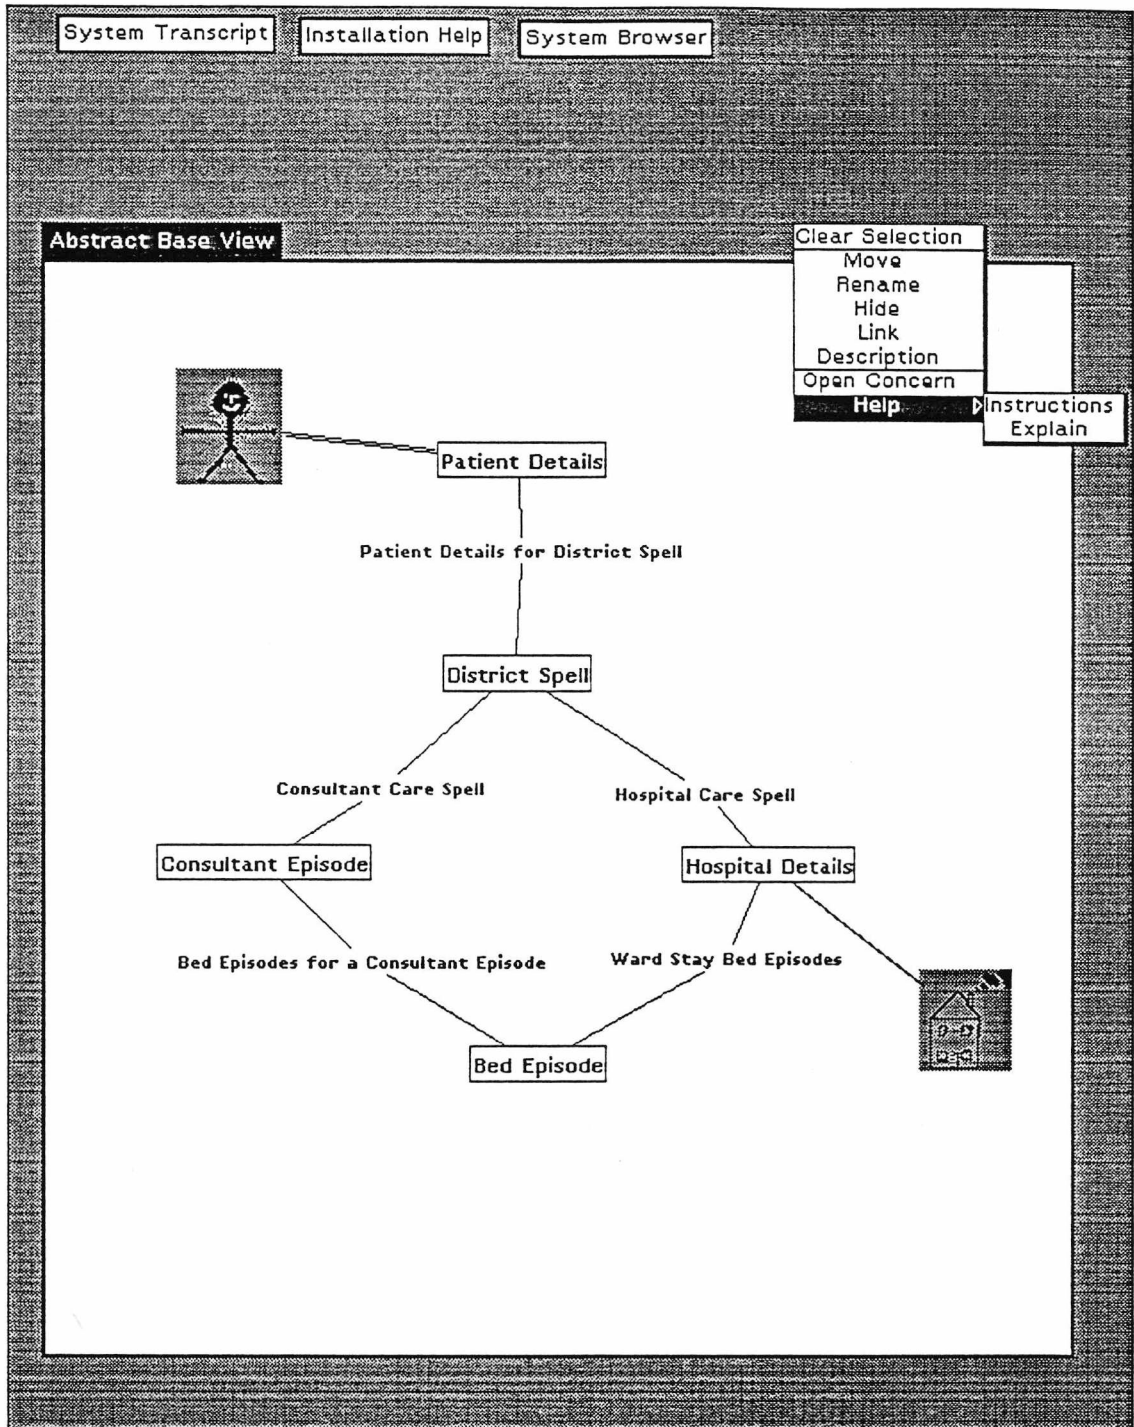 System Transcript
Installation Help
System Browser
Abstract Base View
Clear Selection
Move
Rename
Hide
Link
Description
Open Concern
Help
Instructions
Explain
Patient Details
Patient Details for District Spell
District Spell
Consultant Care Spell
Hospital Care Spell
Consultant Episode
Hospital Details
Bed Episodes for a Consultant Episode
Ward Stay Bed Episodes
Bed Episode